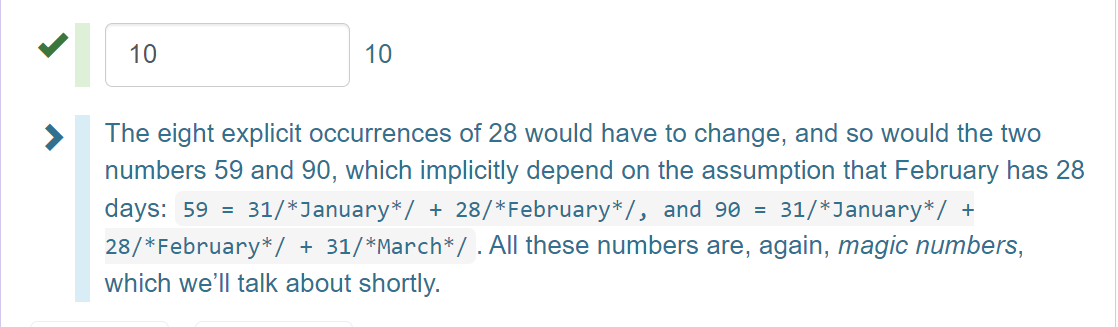 10 10
The eight explicit occurrences of 28 would have to change, and so would the two
numbers 59 and 90, which implicitly depend on the assumption that February has 28
days: 59 = 31/*January*/ + 28/*February*/, and 90 = 31/*January*/ +
28/*February*/ + 31/*March*/. All these numbers are, again, magic numbers,
which we’ll talk about shortly.